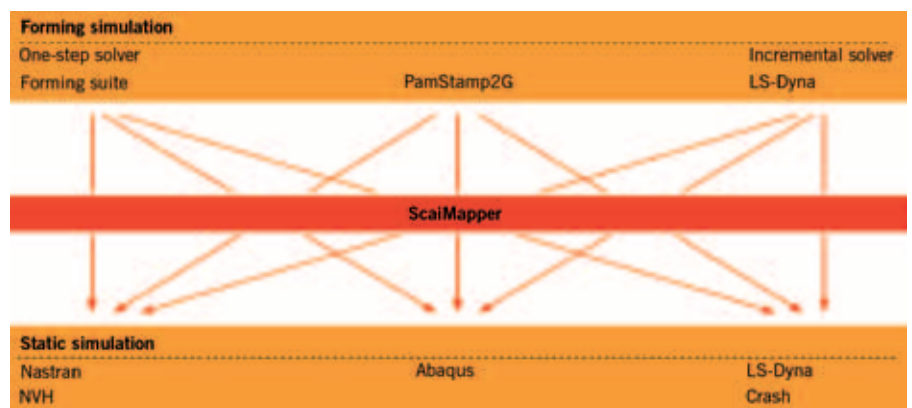 Forming simulation
One-step solver Incremental solver
Forming suite PamStamp2G LS-Dyna
ScaiMapper
Static simulation
Nastran Abaqus LS-Dyna
NVH Crash